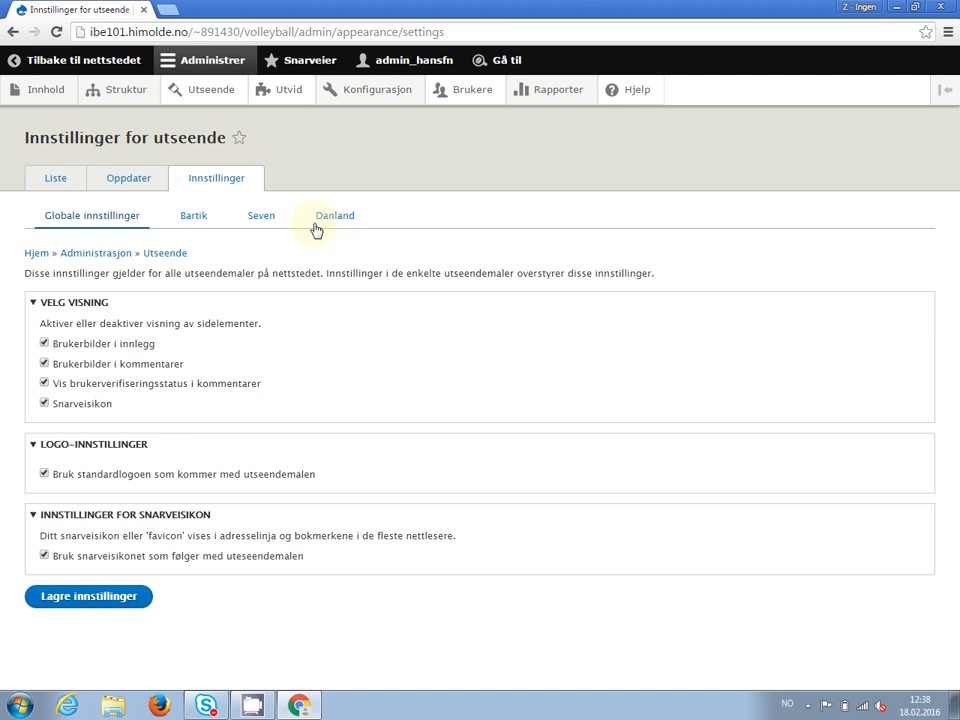 Innstillinger for utseende |
Z - Ingen
ibe101.himolde.no/~891430/volleyball/admin/appearance/settings
Tilbake til nettstedet Administrer Snarveier admin_hansfn Gå til
Innhold Struktur Utseende Utvid Konfigurasjon Brukere Rapporter Hjelp
Innstillinger for utseende
Liste Oppdater Innstillinger
Globale innstillinger Bartik Seven Danland
Hjem » Administrasjon » Utseende
Disse innstillinger gjelder for alle utseendemaler på nettstedet. Innstillinger i de enkelte utseendemaler overstyrer disse innstillinger.
VELG VISNING
Aktiver eller deaktiver visning av sidelementer.
Brukerbilder i innlegg
Brukerbilder i kommentarer
Vis brukerverifiseringsstatus i kommentarer
Snarveisikon
LOGO-INNSTILLINGER
Bruk standardlogoen som kommer med utseendemalen
INNSTILLINGER FOR SNARVEISIKON
Ditt snarveisikon eller 'favicon' vises i adresselinja og bokmerkene i de fleste nettlesere.
Bruk snarveisikonet som følger med uteseendemalen
Lagre innstillinger
NO
12:38
18.02.2016